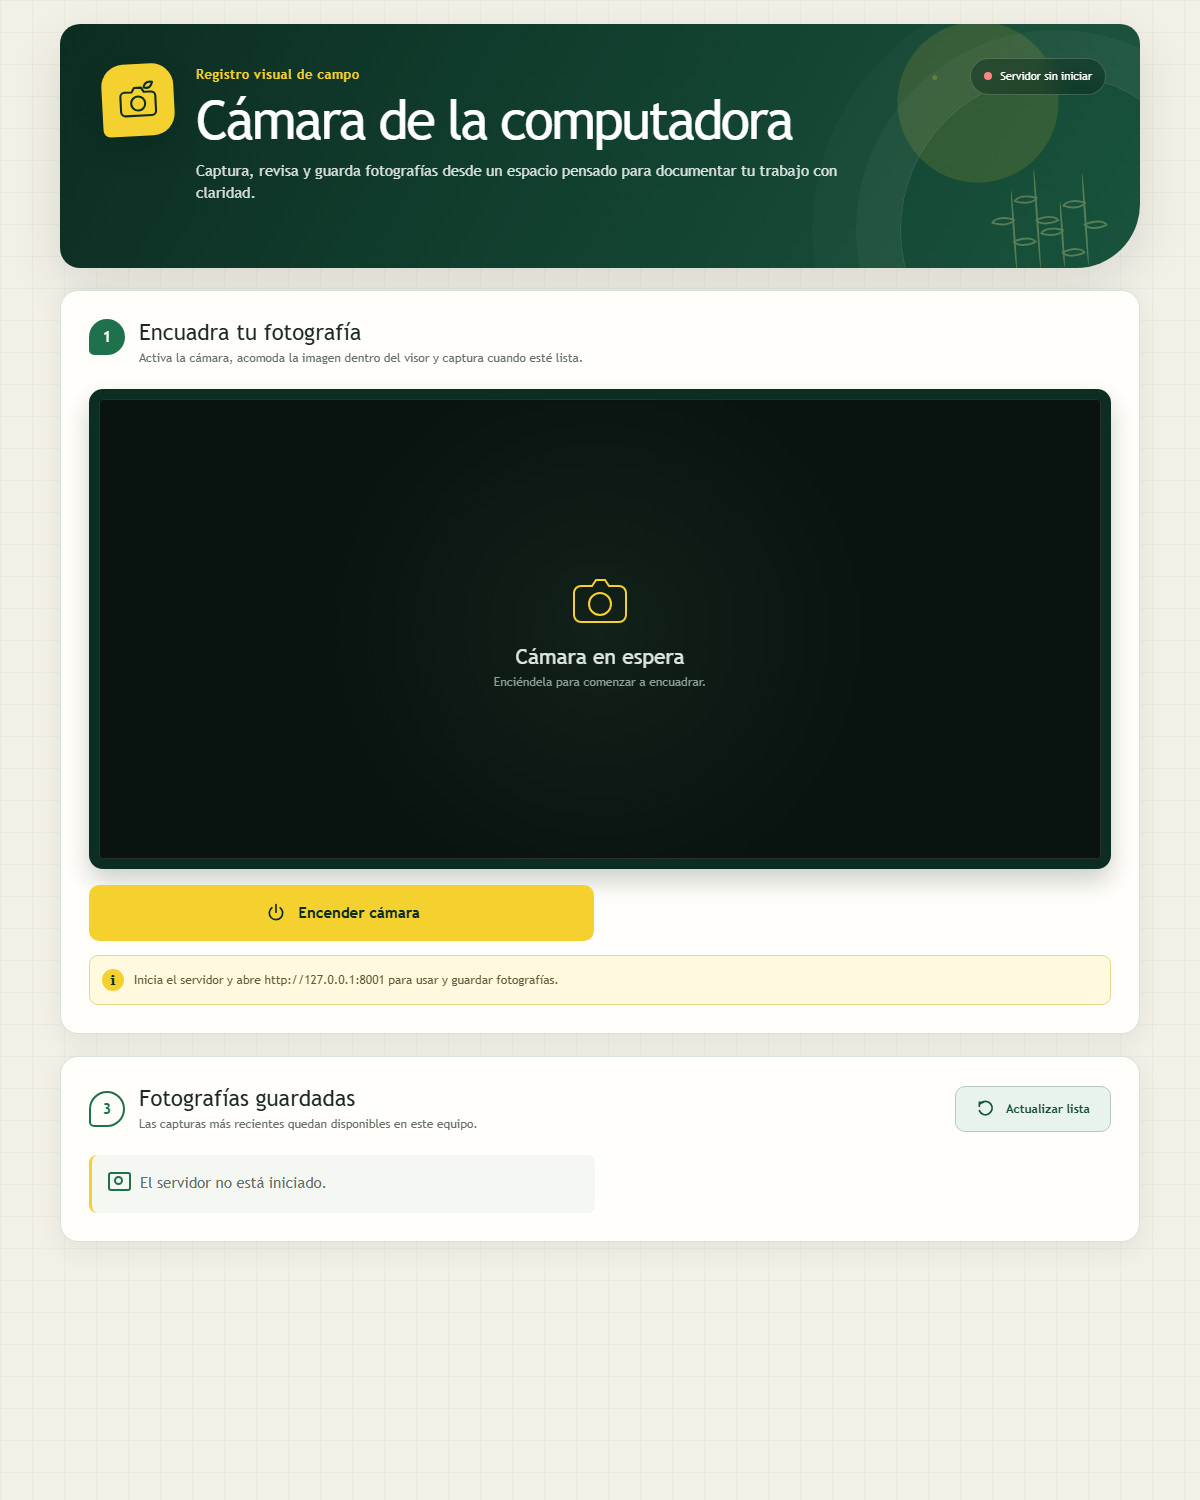 Registro visual de campo
Servidor sin iniciar
Cámara de la computadora
Captura, revisa y guarda fotografías desde un espacio pensado para documentar tu trabajo con
claridad.
1
Encuadra tu fotografía
Activa la cámara, acomoda la imagen dentro del visor y captura cuando esté lista.
Cámara en espera
Enciéndela para comenzar a encuadrar.
Encender cámara
i
Inicia el servidor y abre http://127.0.0.1:8001 para usar y guardar fotografías.
3
Fotografías guardadas
Las capturas más recientes quedan disponibles en este equipo.
Actualizar lista
El servidor no está iniciado.